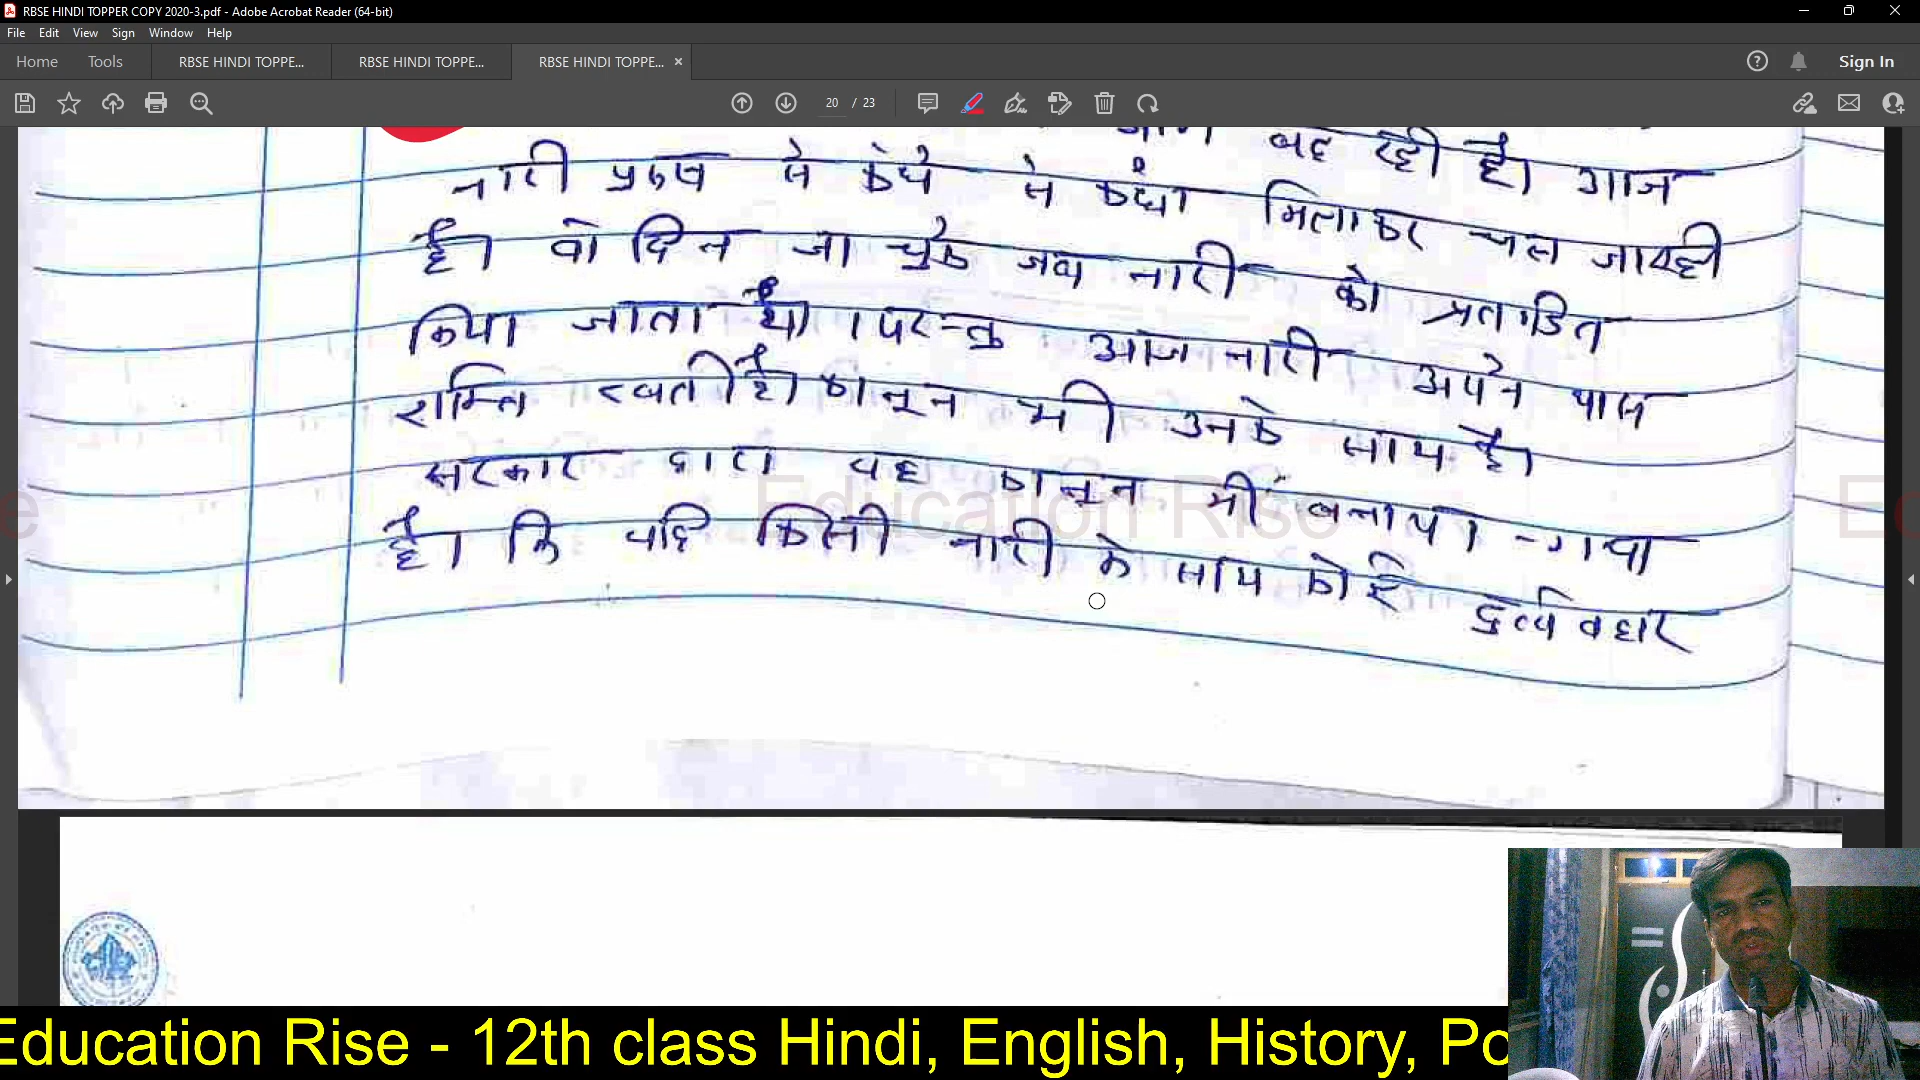 RBSE HINDI TOPPER COPY 2020-3.pdf - Adobe Acrobat Reader (64-bit)
File Edit View Sign Window Help
Home Tools RBSE HINDI TOPPE... RBSE HINDI TOPPE... RBSE HINDI TOPPE... × Sign In
20 / 23
बढ़ रही है। आज
नारी पुरुष से कंधे से कंधा मिलाकर चल जा रही
है। वो दिन जा चुके जब नारी को प्रताडित
किया जाता था। परन्तु आज नारी अपने पास
शक्ति रखती है। कानून भी उनके साथ है।
सरकार द्वारा यह कानून भी बनाया गया
है। कि यदि किसी नारी के साथ कोई दुर्व्यवहार
Education Rise
Education Rise - 12th class Hindi, English, History, Po